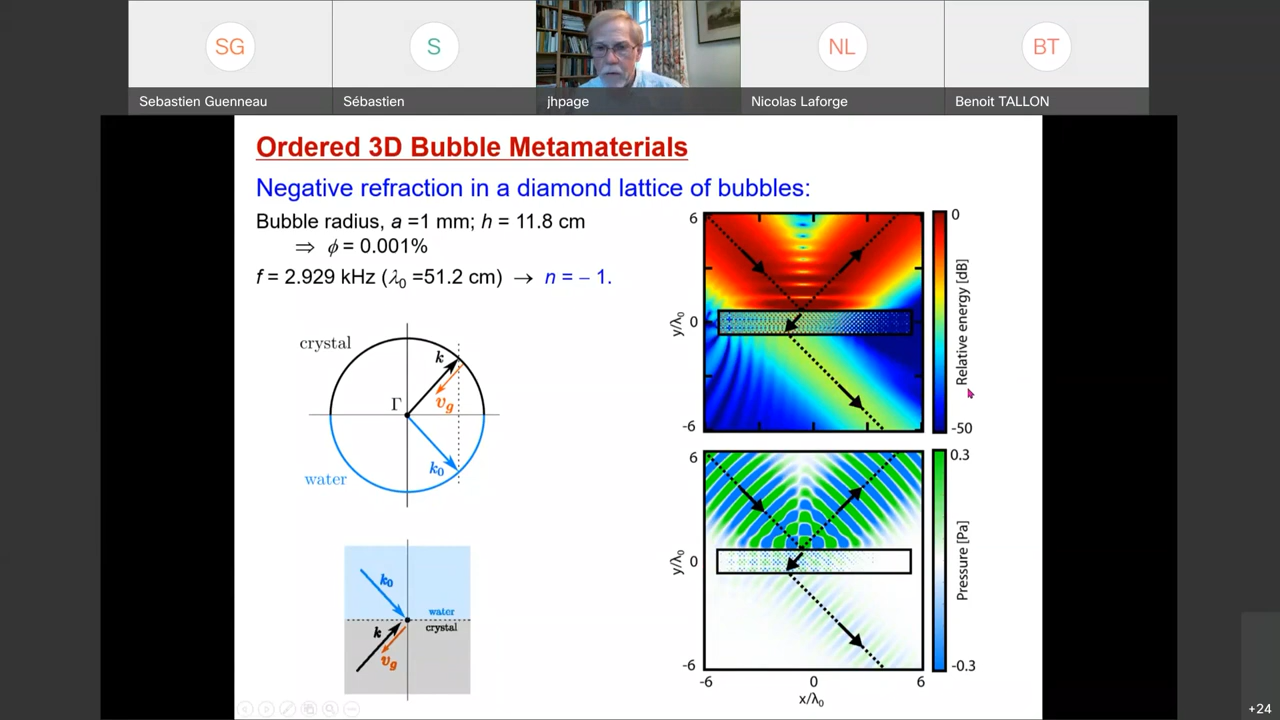 SG
S
NL
BT
Sebastien Guenneau
Sébastien
jhpage
Nicolas Laforge
Benoit TALLON
Ordered 3D Bubble Metamaterials
Negative refraction in a diamond lattice of bubbles:
Bubble radius, a =1 mm; h = 11.8 cm
⇒ ϕ = 0.001%
f = 2.929 kHz (λ0 =51.2 cm) → n = – 1.
crystal
k
vg
Γ
k0
water
k0
water
crystal
k
vg
6
y/λ0
0
-6
0
Relative energy [dB]
-50
6
y/λ0
0
-6
-6
0
6
x/λ0
0.3
Pressure [Pa]
-0.3
+24